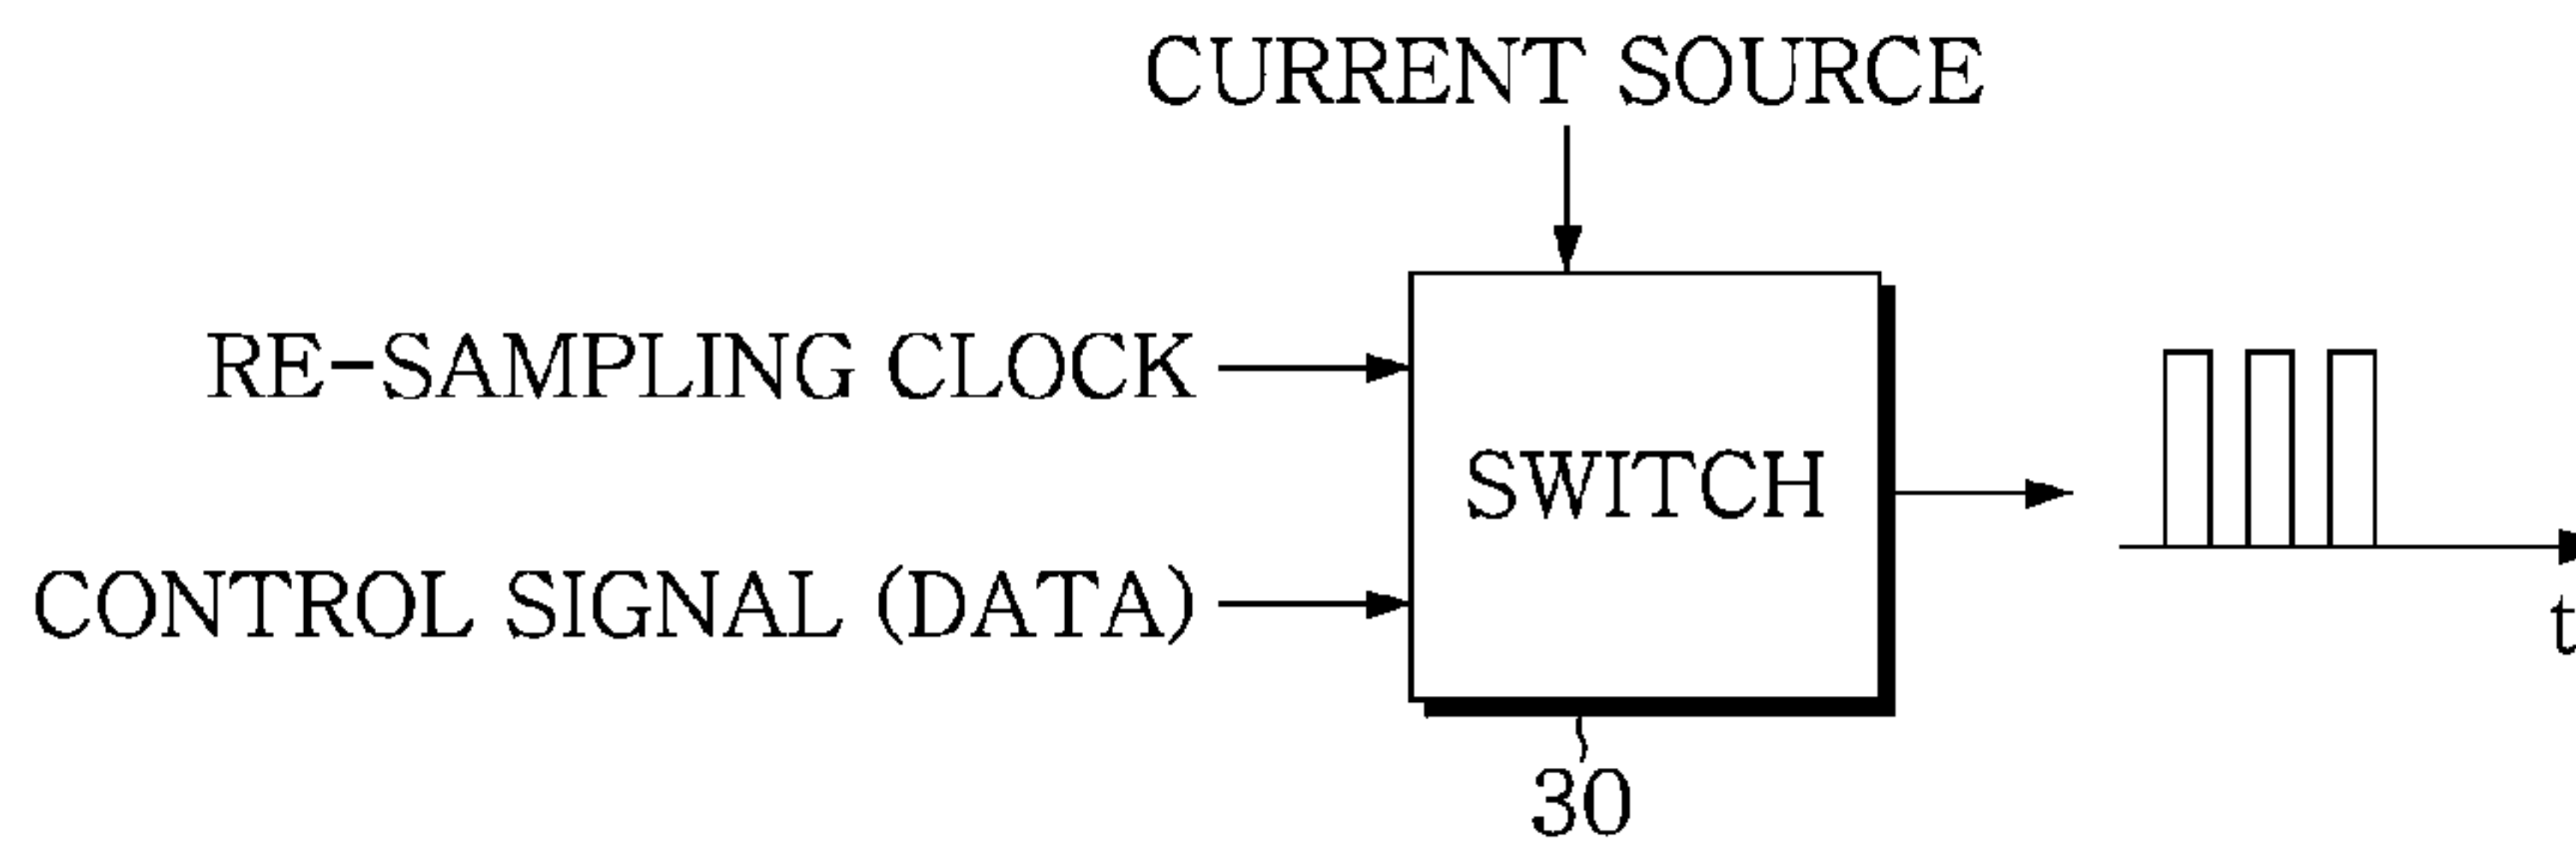 CURRENT SOURCE
RE-SAMPLING CLOCK
SWITCH
CONTROL SIGNAL (DATA)
t
30